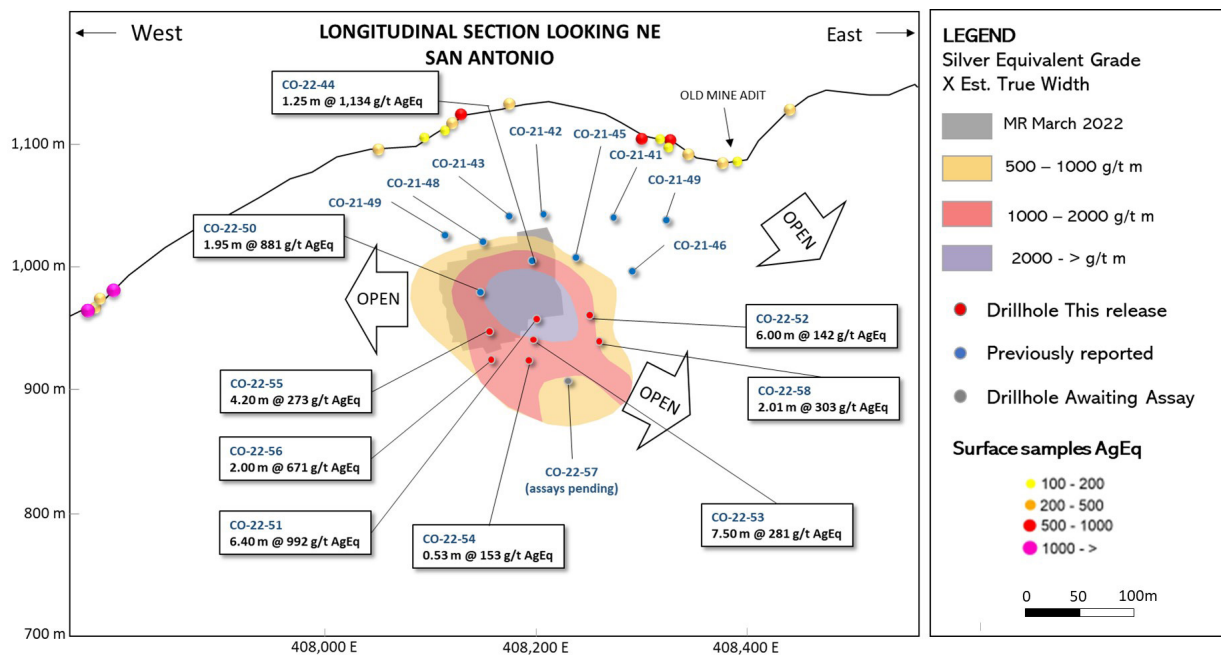 West
LONGITUDINAL SECTION LOOKING NE
SAN ANTONIO
East
CO-22-44
1.25 m @ 1,134 g/t AgEq
OLD MINE ADIT
CO-21-42
CO-21-45
1,100 m
CO-21-43
CO-21-41
CO-21-48
CO-21-49
CO-21-49
CO-22-50
1.95 m @ 881 g/t AgEq
OPEN
CO-21-46
1,000 m
OPEN
CO-22-52
6.00 m @ 142 g/t AgEq
CO-22-55
4.20 m @ 273 g/t AgEq
900 m
OPEN
CO-22-58
2.01 m @ 303 g/t AgEq
CO-22-56
2.00 m @ 671 g/t AgEq
CO-22-57
(assays pending)
800 m
CO-22-51
6.40 m @ 992 g/t AgEq
CO-22-54
0.53 m @ 153 g/t AgEq
CO-22-53
7.50 m @ 281 g/t AgEq
700 m
408,000 E
408,200 E
408,400 E
LEGEND
Silver Equivalent Grade
X Est. True Width
MR March 2022
500 – 1000 g/t m
1000 – 2000 g/t m
2000 - > g/t m
Drillhole This release
Previously reported
Drillhole Awaiting Assay
Surface samples AgEq
100 - 200
200 - 500
500 - 1000
1000 - >
0 50 100m